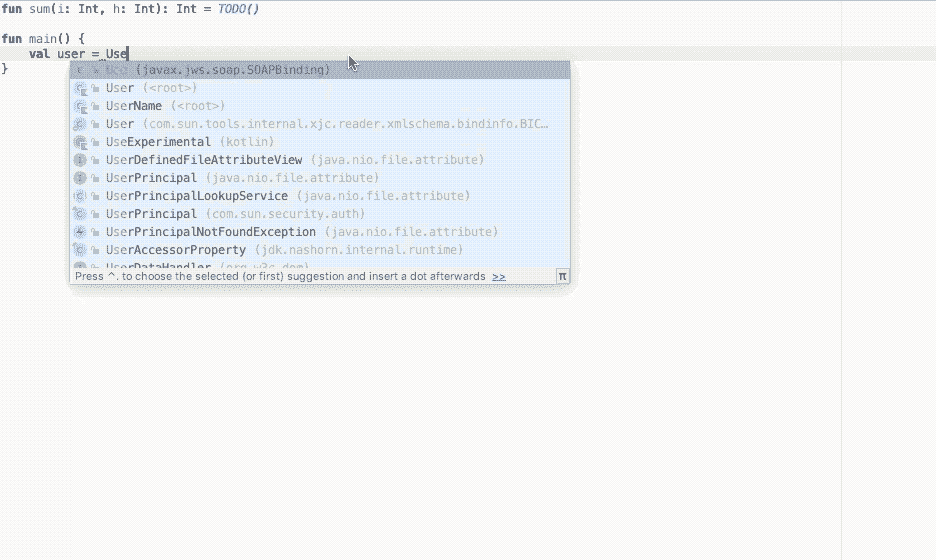 fun sum(i: Int, h: Int): Int = TODO()
fun main() {
val user = Use
}
Use (javax.jws.soap.SOAPBinding)
User (<root>)
UserName (<root>)
User (com.sun.tools.internal.xjc.reader.xmlschema.bindinfo.BIC…
UseExperimental (kotlin)
UserDefinedFileAttributeView (java.nio.file.attribute)
UserPrincipal (java.nio.file.attribute)
UserPrincipalLookupService (java.nio.file.attribute)
UserPrincipal (com.sun.security.auth)
UserPrincipalNotFoundException (java.nio.file.attribute)
UserAccessorProperty (jdk.nashorn.internal.runtime)
UserDataHandler (org.w3c.dom)
Press ^. to choose the selected (or first) suggestion and insert a dot afterwards >> π